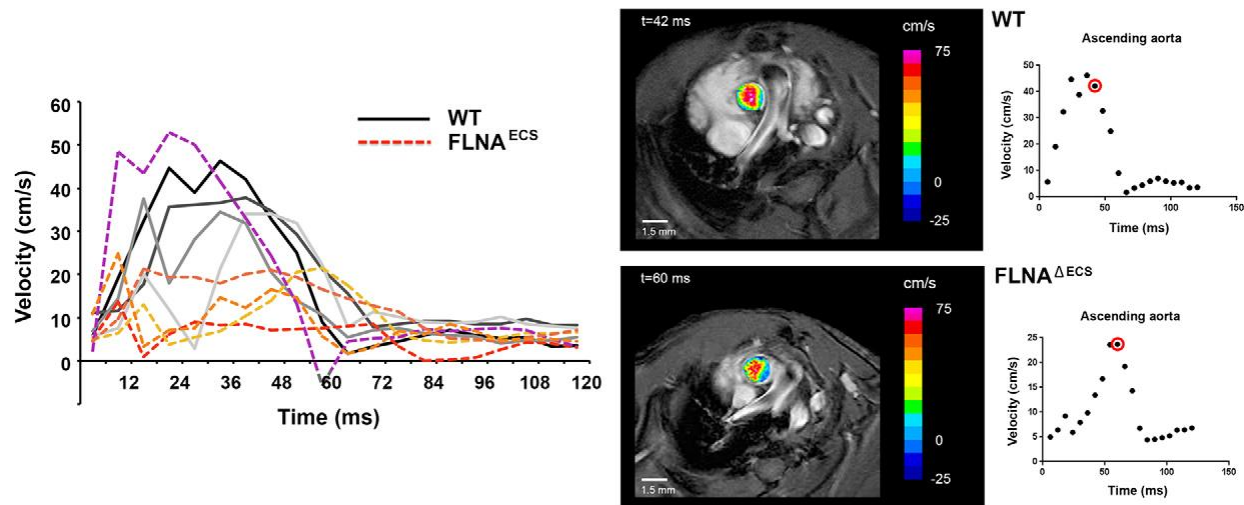 60
50
40
30
20
10
0
Velocity (cm/s)
12 24 36 48 60 72 84 96 108 120
Time (ms)
WT
FLNA ECS
t=42 ms
cm/s
75
0
-25
1.5 mm
WT
Ascending aorta
50
40
30
20
10
0
Velocity (cm/s)
0 50 100 150
Time (ms)
t=60 ms
cm/s
75
0
-25
1.5 mm
FLNA Δ ECS
Ascending aorta
25
20
15
10
5
0
Velocity (cm/s)
0 50 100 150
Time (ms)